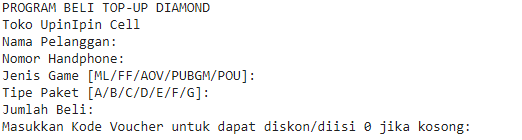 PROGRAM BELI TOP-UP DIAMOND
Toko UpinIpin Cell
Nama Pelanggan:
Nomor Handphone:
Jenis Game [ML/FF/AOV/PUBGM/POU]:
Tipe Paket [A/B/C/D/E/F/G]:
Jumlah Beli:
Masukkan Kode Voucher untuk dapat diskon/diisi 0 jika kosong: